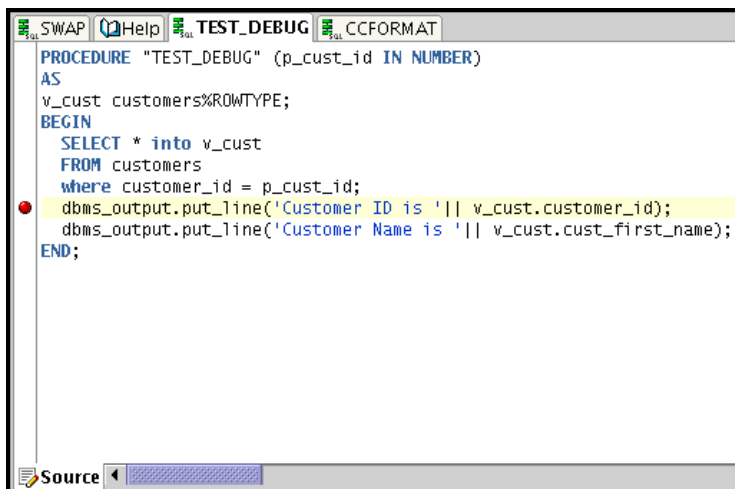 SWAP Help TEST_DEBUG CCFORMAT
PROCEDURE "TEST_DEBUG" (p_cust_id IN NUMBER)
AS
v_cust customers%ROWTYPE;
BEGIN
SELECT * into v_cust
FROM customers
where customer_id = p_cust_id;
dbms_output.put_line('Customer ID is '|| v_cust.customer_id);
dbms_output.put_line('Customer Name is '|| v_cust.cust_first_name);
END;
Source